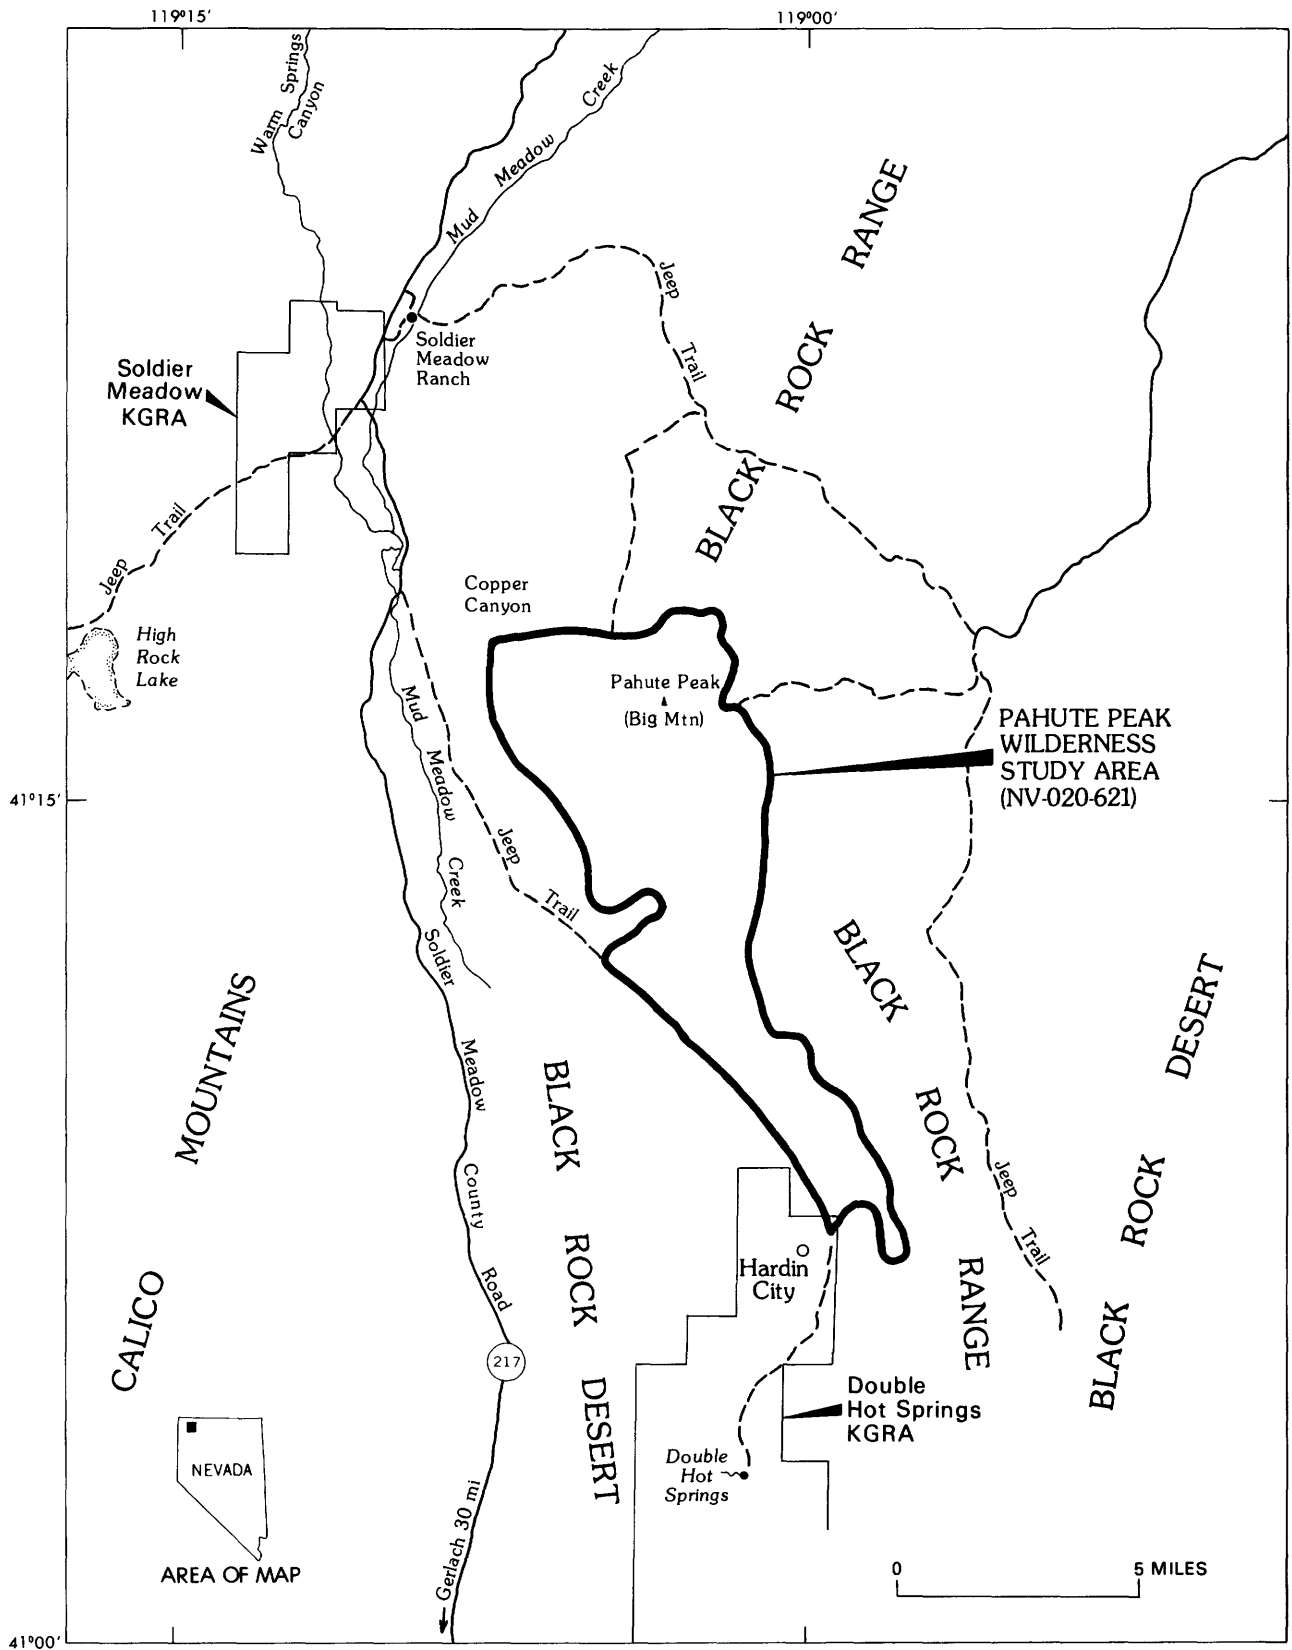 119°15'
119°00'
Warm Springs
Canyon
Mud Meadow Creek
BLACK ROCK RANGE
Jeep Trail
Soldier
Meadow
Ranch
Soldier
Meadow
KGRA
Jeep Trail
Copper
Canyon
High
Rock
Lake
Pahute Peak
(Big Mtn)
PAHUTE PEAK
WILDERNESS
STUDY AREA
(NV-020-621)
Mud Meadow Creek
41°15'
Jeep Trail
Soldier Meadow County Road
BLACK ROCK RANGE
BLACK ROCK DESERT
CALICO MOUNTAINS
BLACK ROCK DESERT
Jeep Trail
Hardin
City
217
Double
Hot Springs
KGRA
Double
Hot
Springs
NEVADA
AREA OF MAP
Gerlach 30 mi
0 5 MILES
41°00'